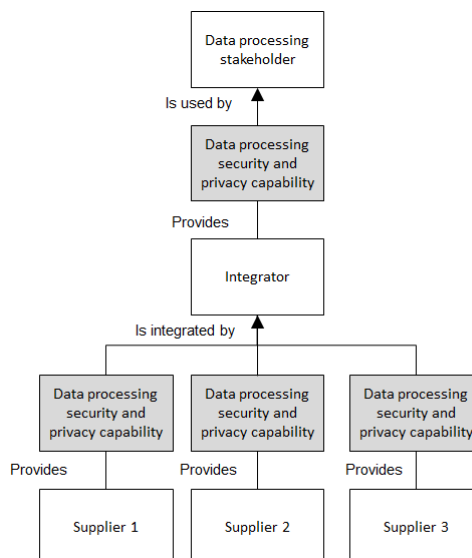 Data processing
stakeholder
Is used by
Data processing
security and
privacy capability
Provides
Integrator
Is integrated by
Data processing
security and
privacy capability
Data processing
security and
privacy capability
Data processing
security and
privacy capability
Provides
Provides
Provides
Supplier 1
Supplier 2
Supplier 3